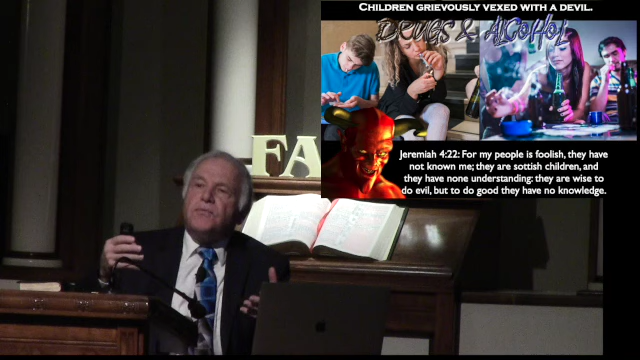 CHILDREN GRIEVOUSLY VEXED WITH A DEVIL.
DRUGS & ALCOHOL
FA
Jeremiah 4:22: For my people is foolish, they have
not known me; they are sottish children, and
they have none understanding: they are wise to
do evil, but to do good they have no knowledge.